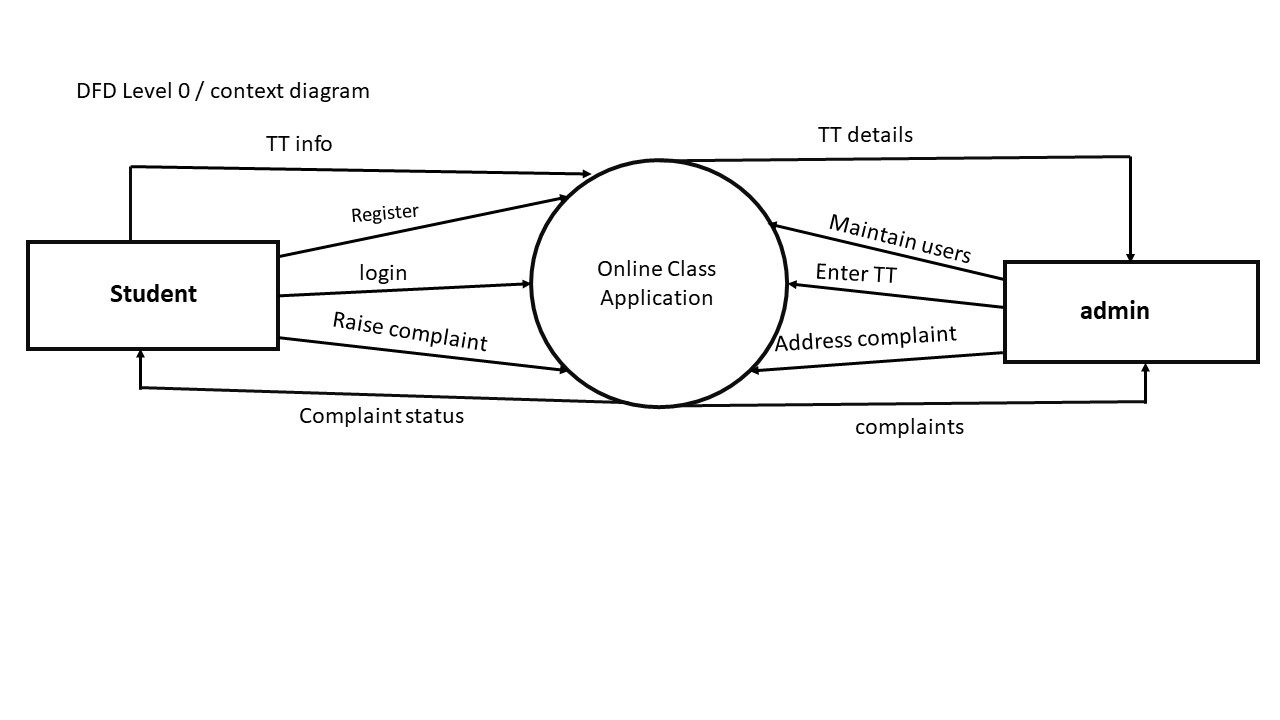 DFD Level 0 / context diagram
TT info
TT details
Register
Maintain users
login
Enter TT
Online Class
Application
Student
admin
Raise complaint
Address complaint
Complaint status
complaints